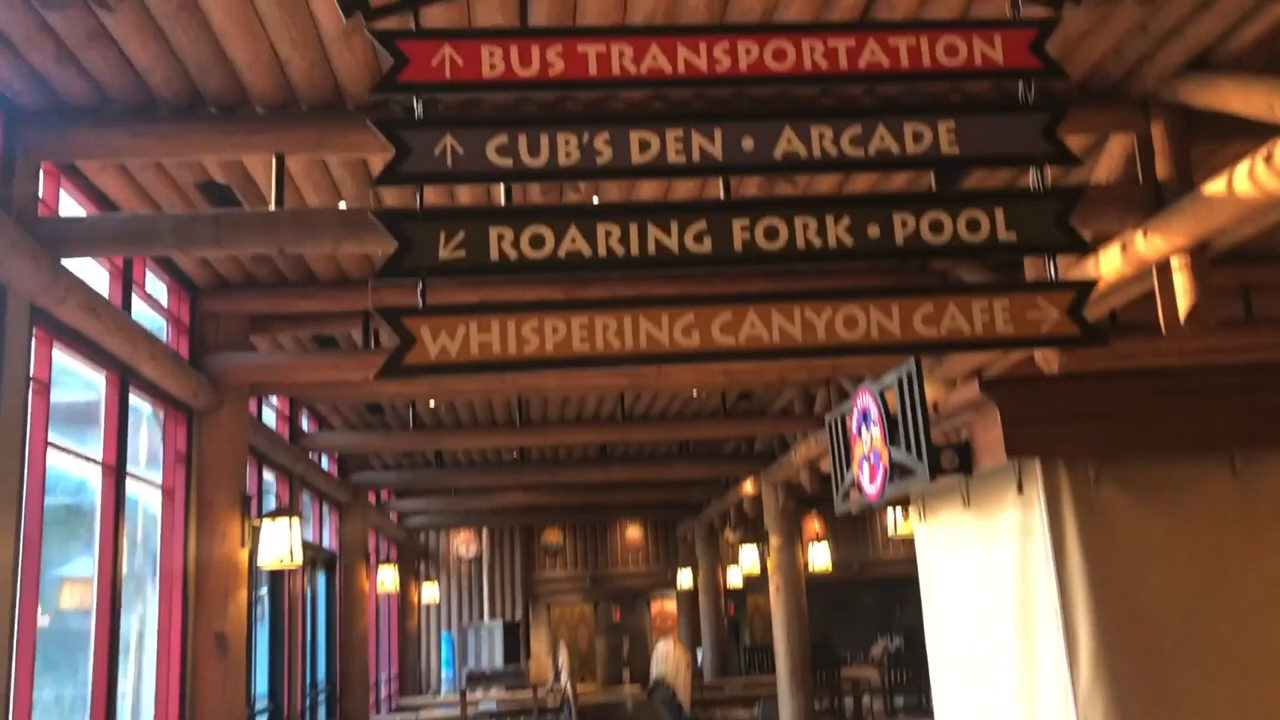 ↑ BUS TRANSPORTATION
↑ CUB'S DEN • ARCADE
↙ ROARING FORK • POOL
WHISPERING CANYON CAFE →